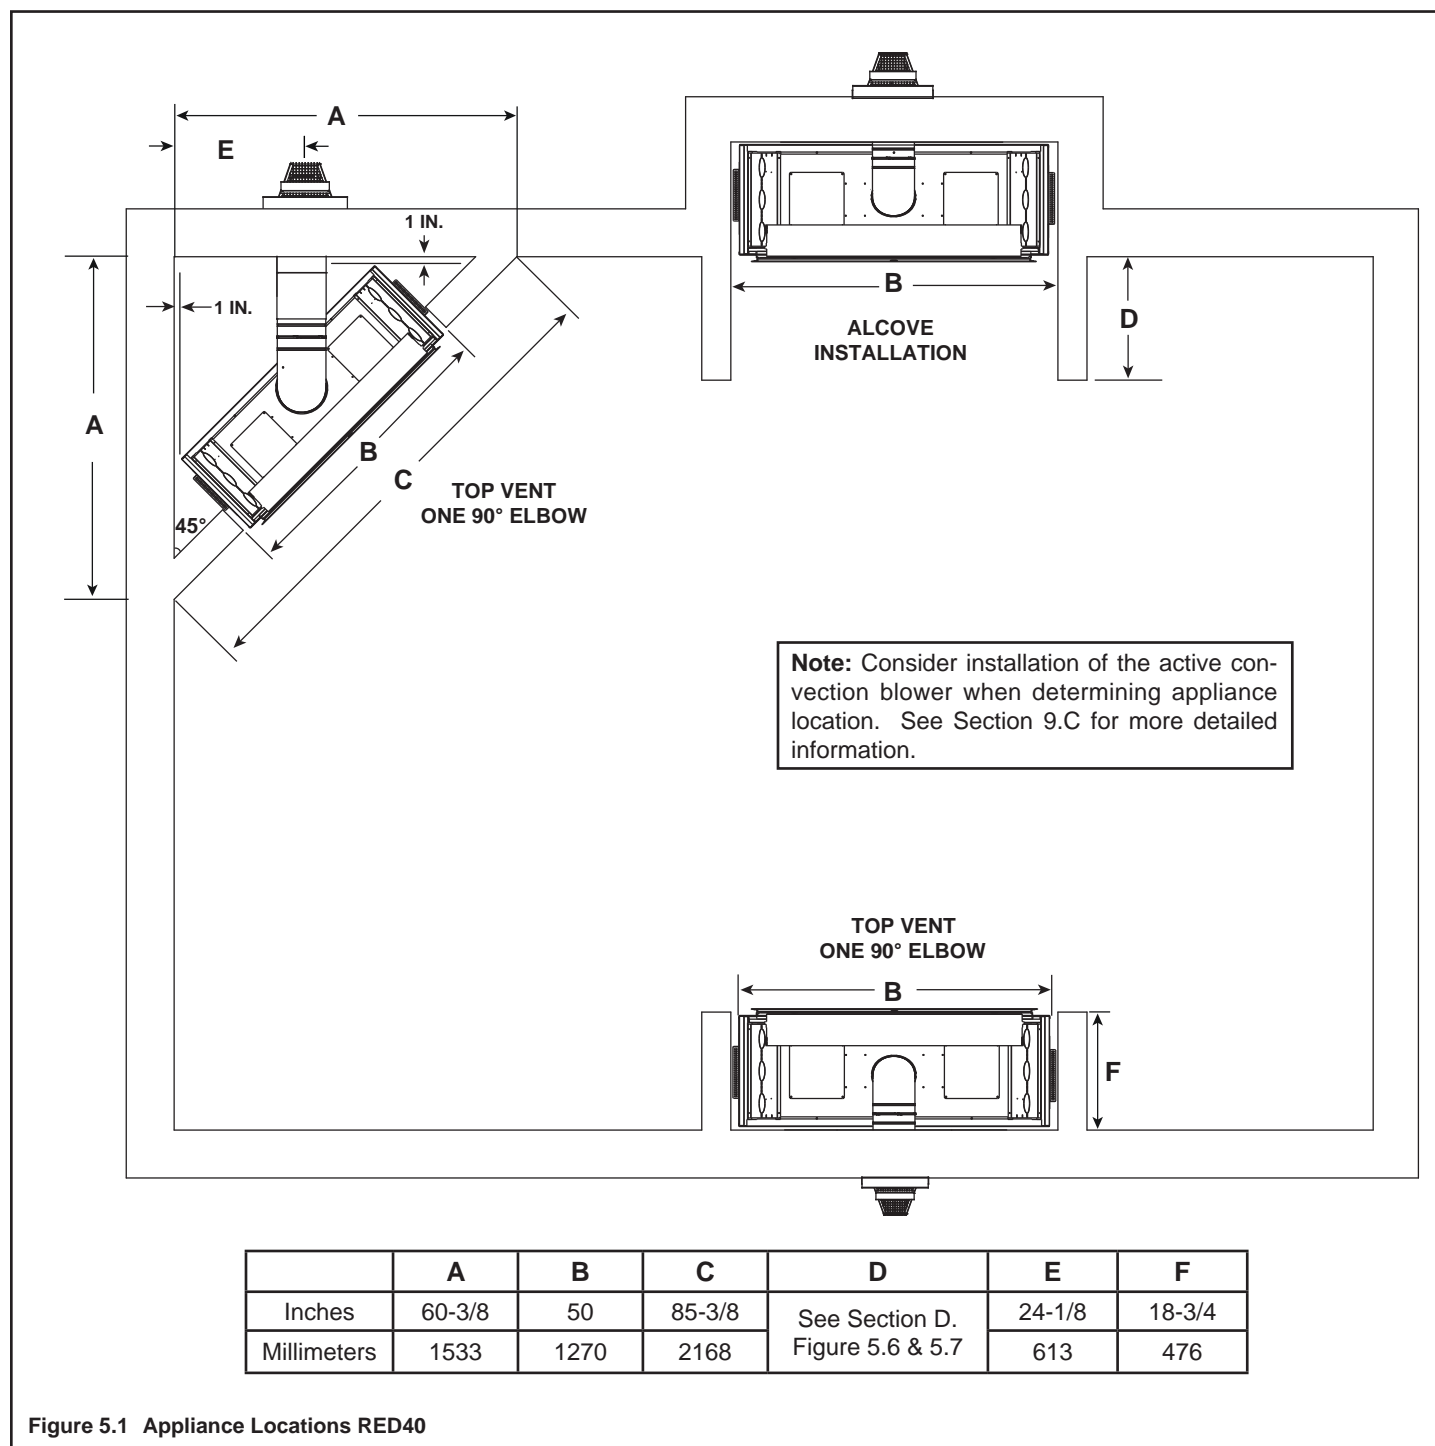 A
E
1 IN.
1 IN.
B
D
ALCOVE
INSTALLATION
A
B
C
TOP VENT
ONE 90° ELBOW
45°
Note: Consider installation of the active con-
vection blower when determining appliance
location. See Section 9.C for more detailed
information.
TOP VENT
ONE 90° ELBOW
B
F
A B C D E F
Inches 60-3/8 50 85-3/8 See Section D. 24-1/8 18-3/4
Millimeters 1533 1270 2168 Figure 5.6 & 5.7 613 476
Figure 5.1 Appliance Locations RED40